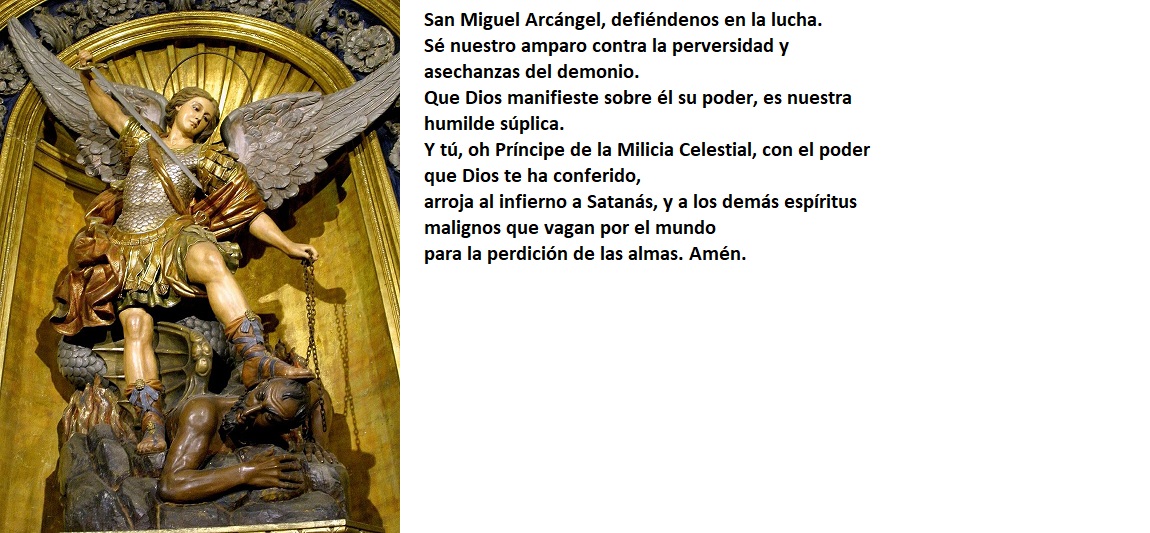 San Miguel Arcángel, defiéndenos en la lucha.
Sé nuestro amparo contra la perversidad y
asechanzas del demonio.
Que Dios manifieste sobre él su poder, es nuestra
humilde súplica.
Y tú, oh Príncipe de la Milicia Celestial, con el poder
que Dios te ha conferido,
arroja al infierno a Satanás, y a los demás espíritus
malignos que vagan por el mundo
para la perdición de las almas. Amén.